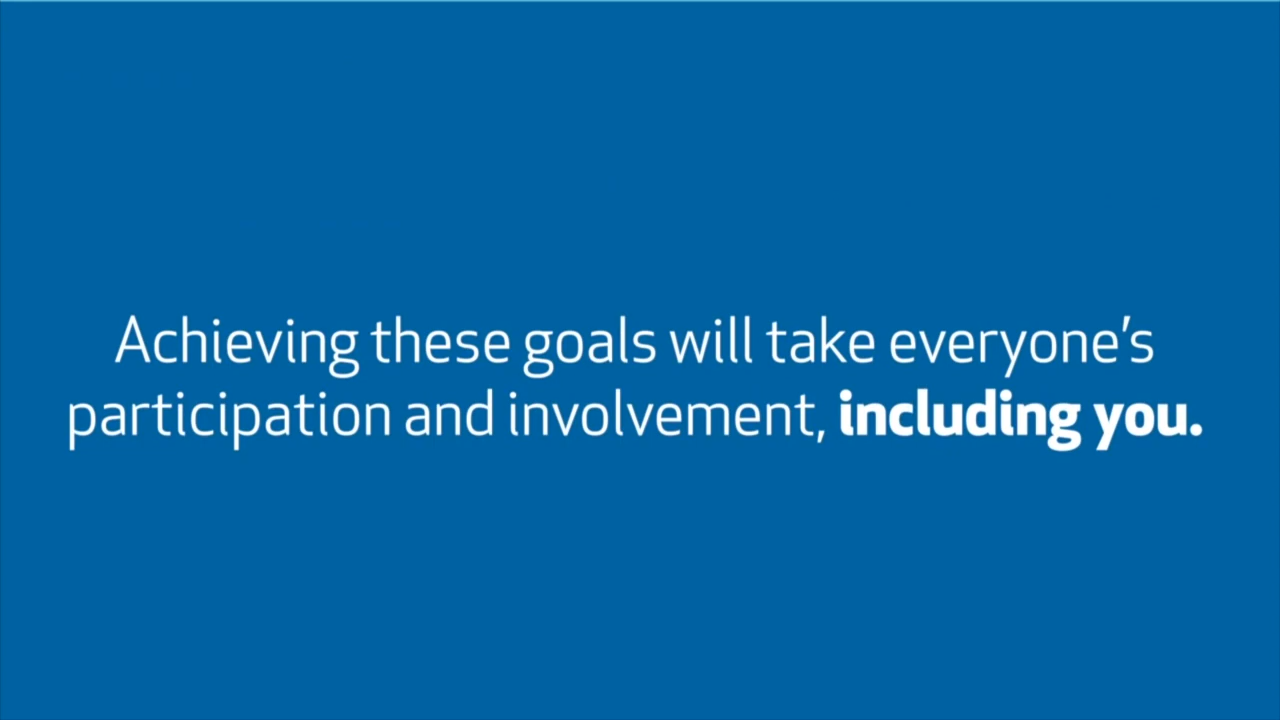 Achieving these goals will take everyone’s
participation and involvement, including you.